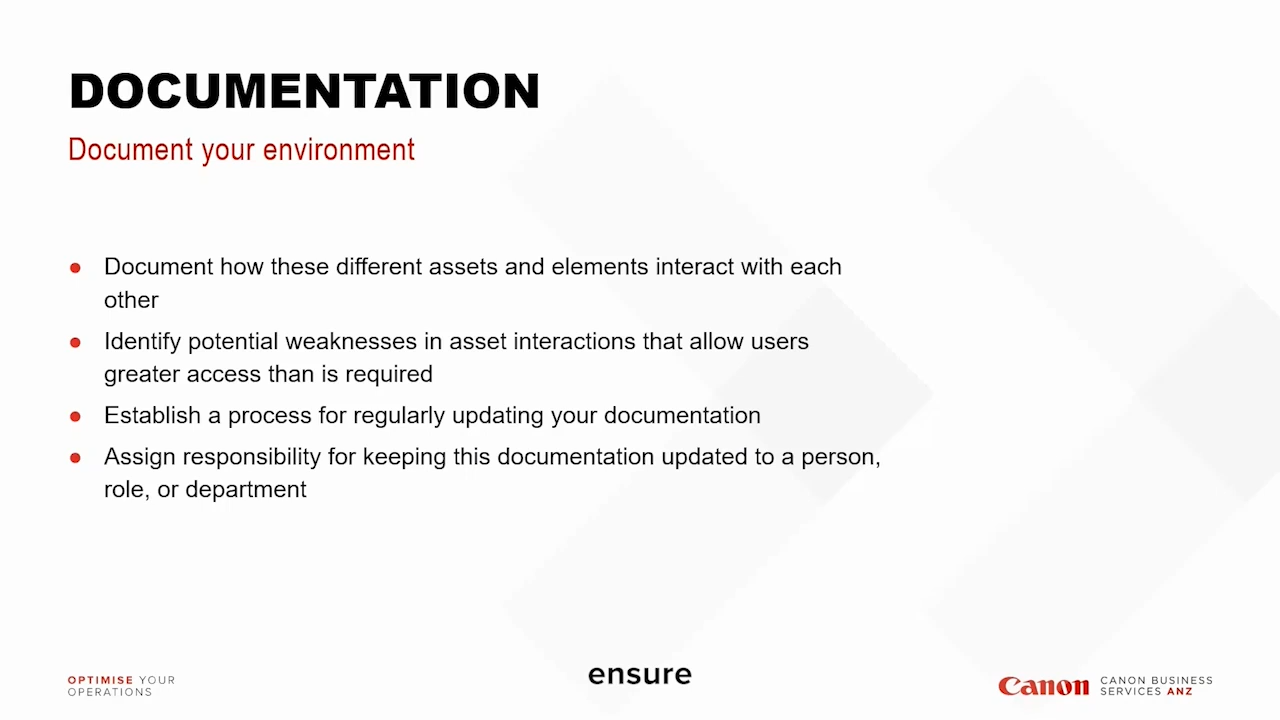 DOCUMENTATION
Document your environment
● Document how these different assets and elements interact with each
other
● Identify potential weaknesses in asset interactions that allow users
greater access than is required
● Establish a process for regularly updating your documentation
● Assign responsibility for keeping this documentation updated to a person,
role, or department
OPTIMISE YOUR
OPERATIONS
ensure
Canon
CANON BUSINESS
SERVICES ANZ